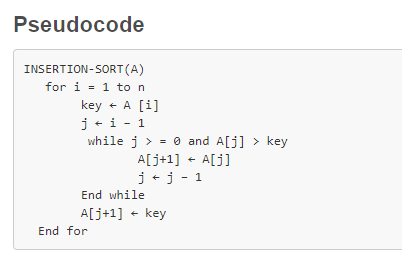 Pseudocode
INSERTION-SORT(A)
for i = 1 to n
key ← A [i]
j ← i - 1
while j > = 0 and A[j] > key
A[j+1] ← A[j]
j ← j - 1
End while
A[j+1] ← key
End for